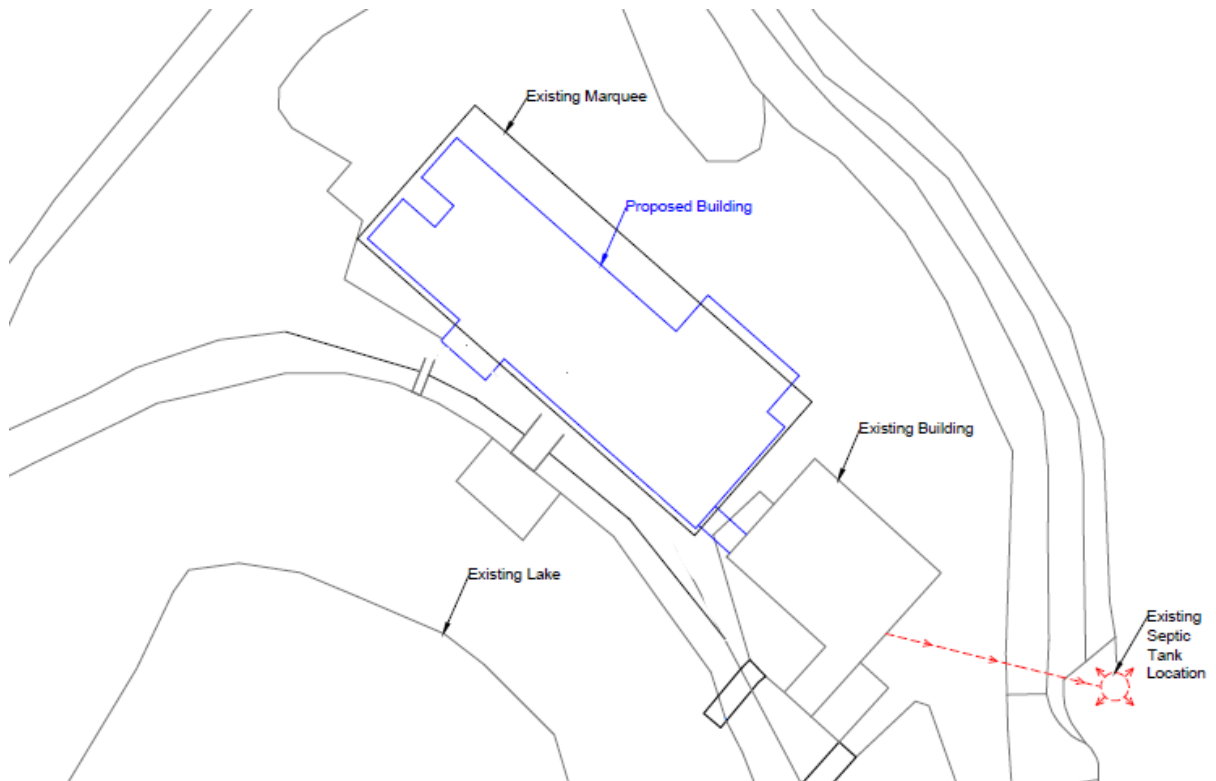 Existing Marquee
Proposed Building
Existing Building
Existing Lake
Existing
Septic
Tank
Location